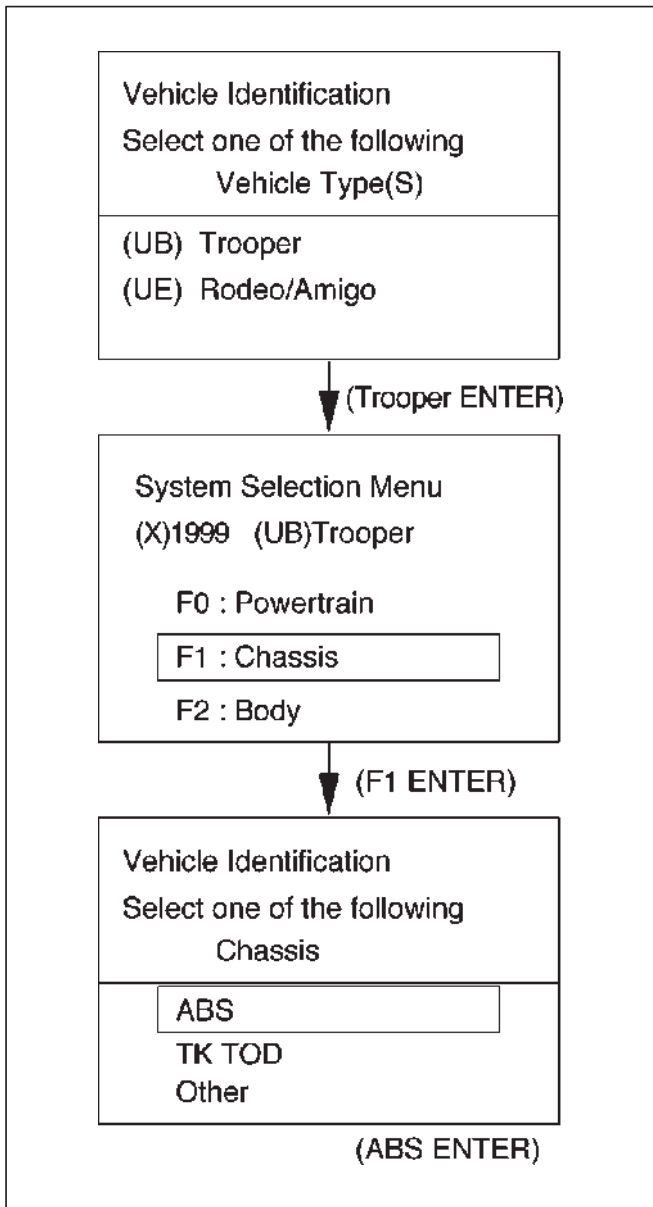 Vehicle Identification
Select one of the following
Vehicle Type(S)
(UB) Trooper
(UE) Rodeo/Amigo
(Trooper ENTER)
System Selection Menu
(X)1999 (UB)Trooper
F0 : Powertrain
F1 : Chassis
F2 : Body
(F1 ENTER)
Vehicle Identification
Select one of the following
Chassis
ABS
TK TOD
Other
(ABS ENTER)